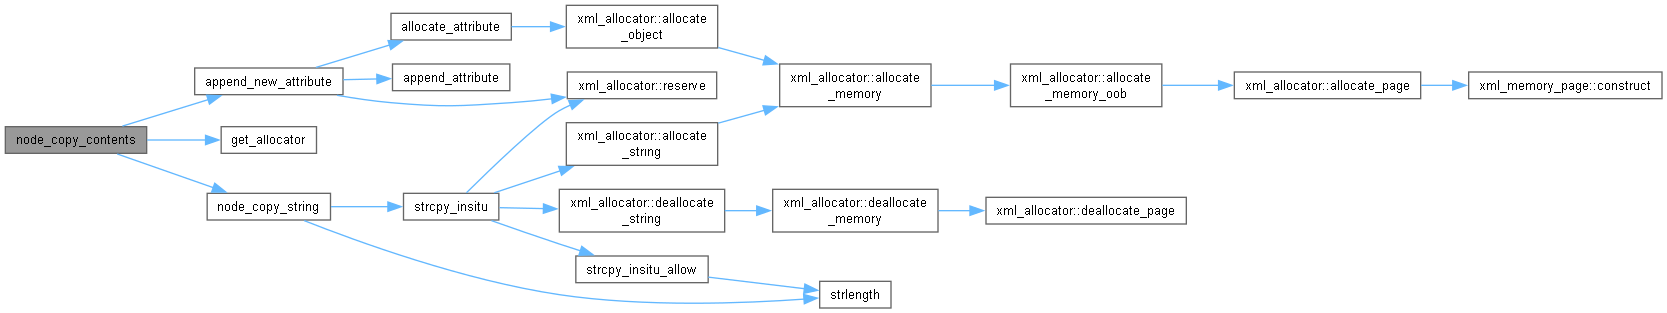 node_copy_contents
append_new_attribute
get_allocator
node_copy_string
allocate_attribute
append_attribute
strcpy_insitu
xml_allocator::allocate
_object
xml_allocator::reserve
xml_allocator::allocate
_string
xml_allocator::deallocate
_string
strcpy_insitu_allow
xml_allocator::allocate
_memory
xml_allocator::deallocate
_memory
strlength
xml_allocator::allocate
_memory_oob
xml_allocator::deallocate_page
xml_allocator::allocate_page
xml_memory_page::construct